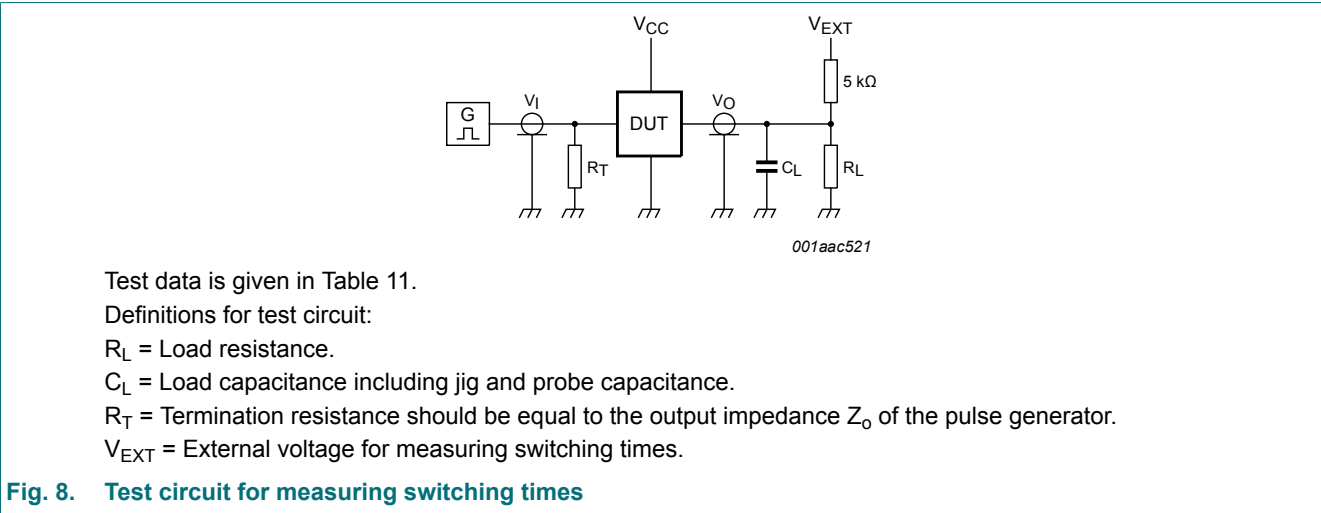 VCC
VEXT
5 kΩ
G
VI
DUT
VO
RT
CL
RL
001aac521
Test data is given in Table 11.
Definitions for test circuit:
RL = Load resistance.
CL = Load capacitance including jig and probe capacitance.
RT = Termination resistance should be equal to the output impedance Zo of the pulse generator.
VEXT = External voltage for measuring switching times.
Fig. 8. Test circuit for measuring switching times